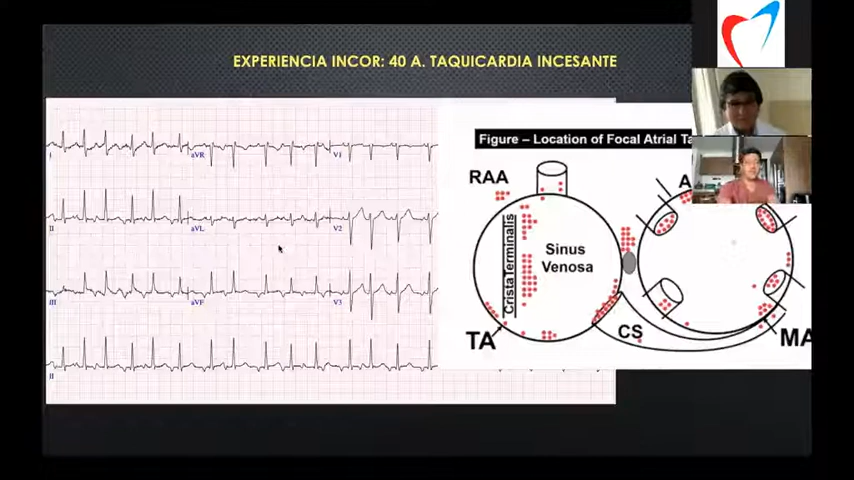 EXPERIENCIA INCOR: 40 A. TAQUICARDIA INCESANTE
I
aVR
V1
II
aVL
V2
III
aVF
V3
II
Figure – Location of Focal Atrial Ta
RAA
A
Crista Terminalis
Sinus
Venosa
TA
CS
MA